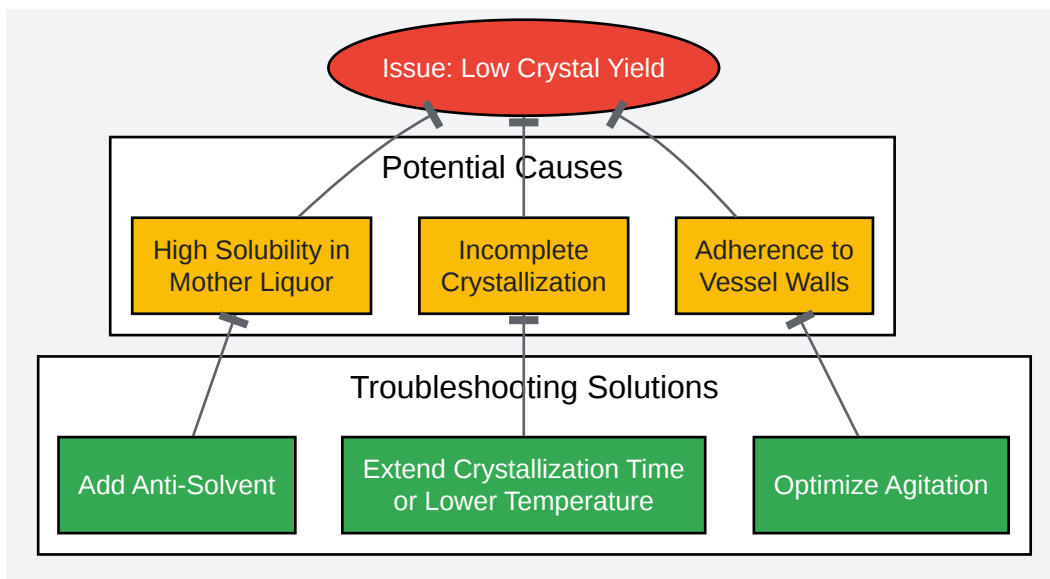 Issue: Low Crystal Yield
Potential Causes
High Solubility in
Mother Liquor
Incomplete
Crystallization
Adherence to
Vessel Walls
Troubleshooting Solutions
Add Anti-Solvent
Extend Crystallization Time
or Lower Temperature
Optimize Agitation